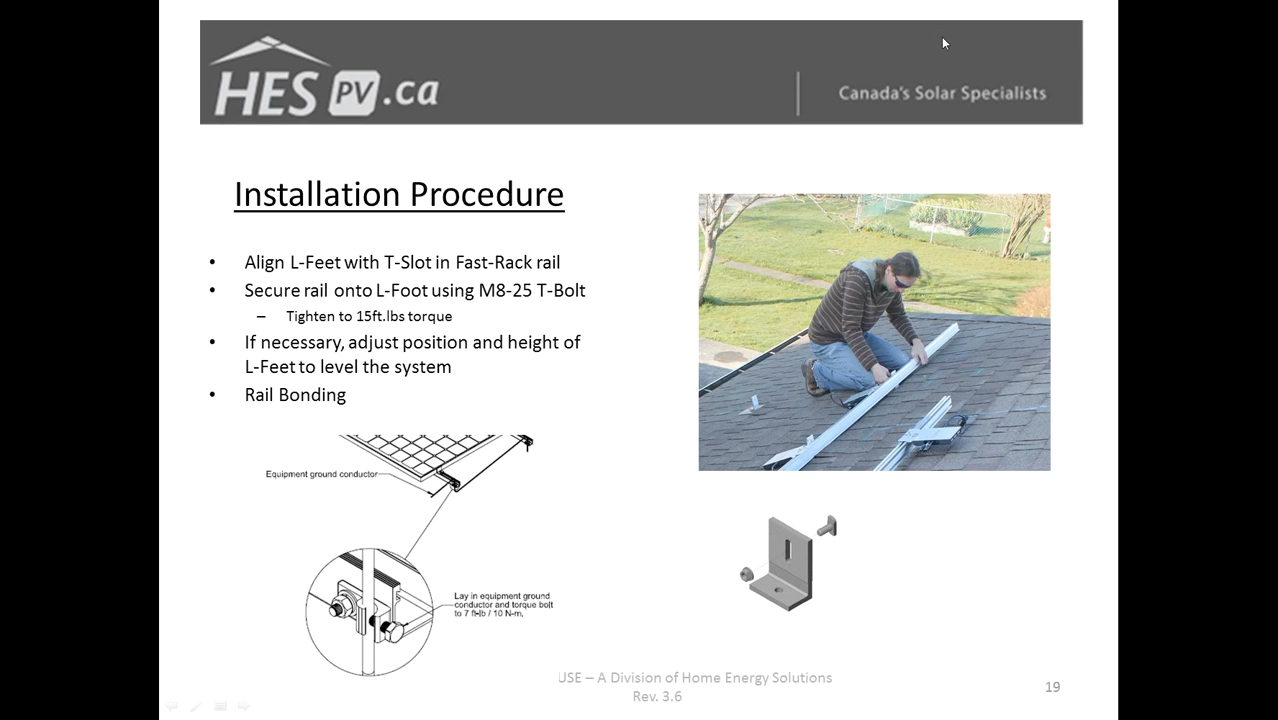 HES PV.ca
Canada's Solar Specialists
Installation Procedure
• Align L-Feet with T-Slot in Fast-Rack rail
• Secure rail onto L-Foot using M8-25 T-Bolt
– Tighten to 15ft.lbs torque
• If necessary, adjust position and height of
L-Feet to level the system
• Rail Bonding
Equipment ground conductor
Lay in equipment ground
conductor and torque bolt
to 7 ft-lb / 10 N-m.
USE – A Division of Home Energy Solutions
Rev. 3.6
19